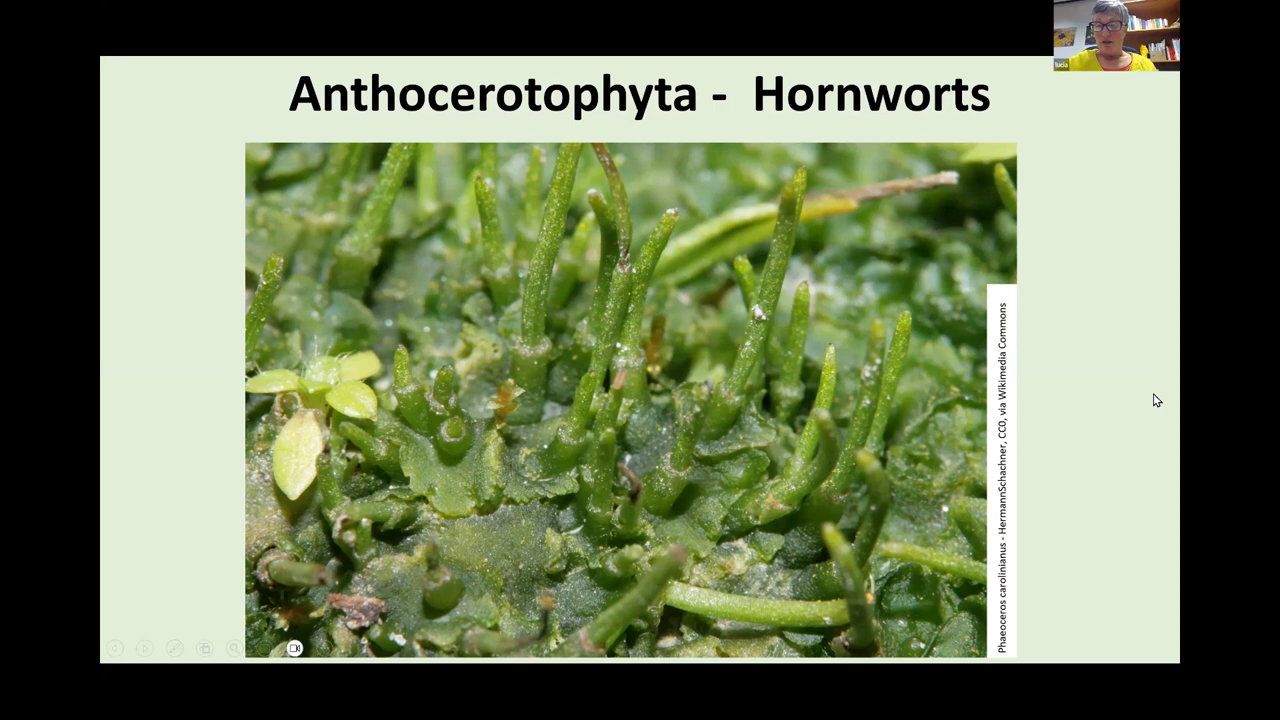 Anthocerotophyta - Hornworts
Phaeoceros carolinianus - HermannSchachner, CC0, via Wikimedia Commons